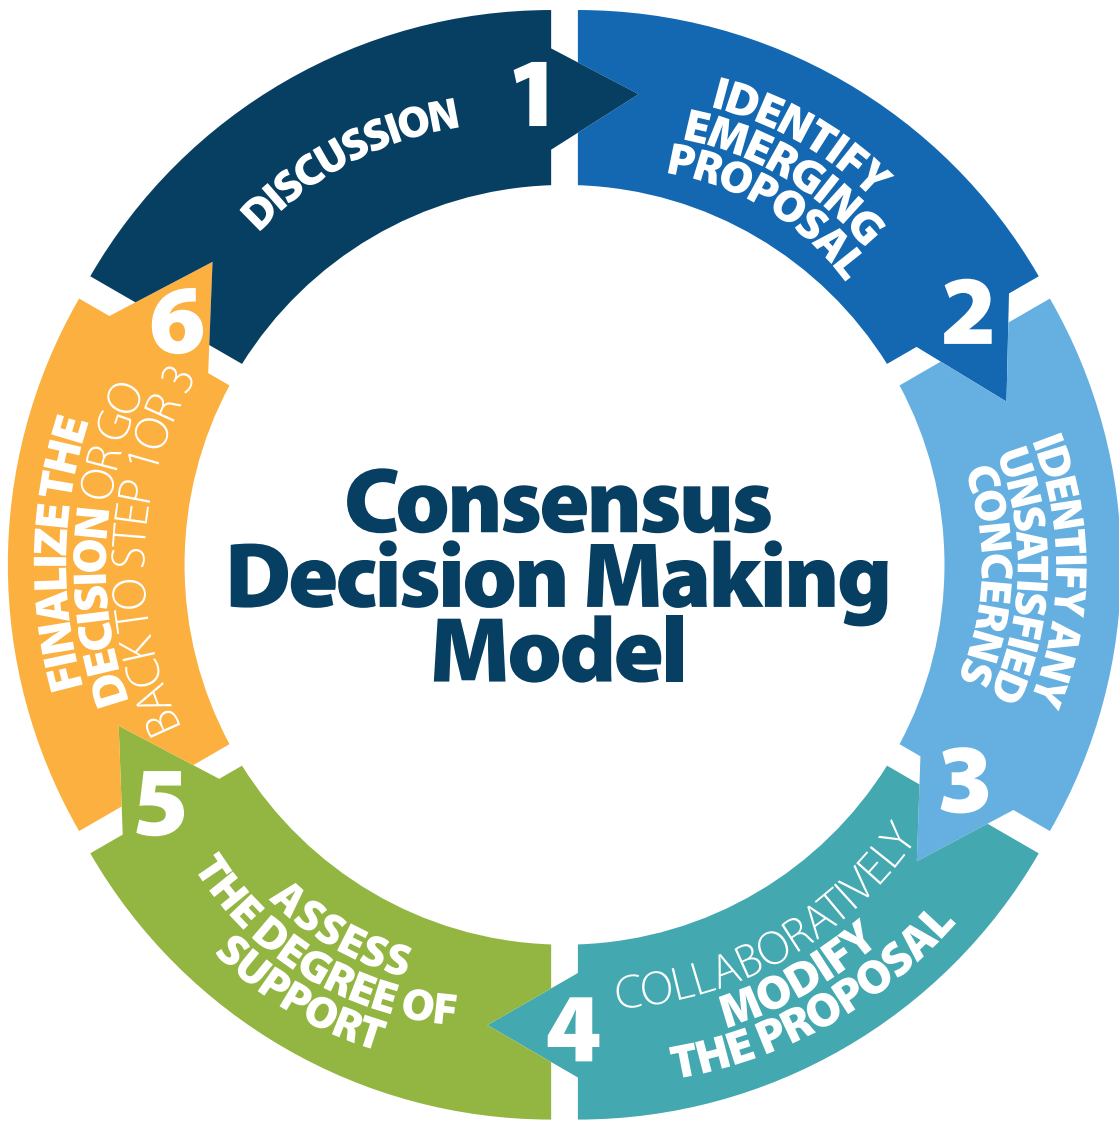 Consensus
Decision Making
Model
1
DISCUSSION
2
IDENTIFY
EMERGING
PROPOSAL
3
IDENTIFY ANY
UNSATISFIED
CONCERNS
4
COLLABORATIVELY
MODIFY
THE PROPOSAL
5
ASSESS
THE DEGREE OF
SUPPORT
6
FINALIZE THE
DECISION OR GO
BACK TO STEP 1 OR 3